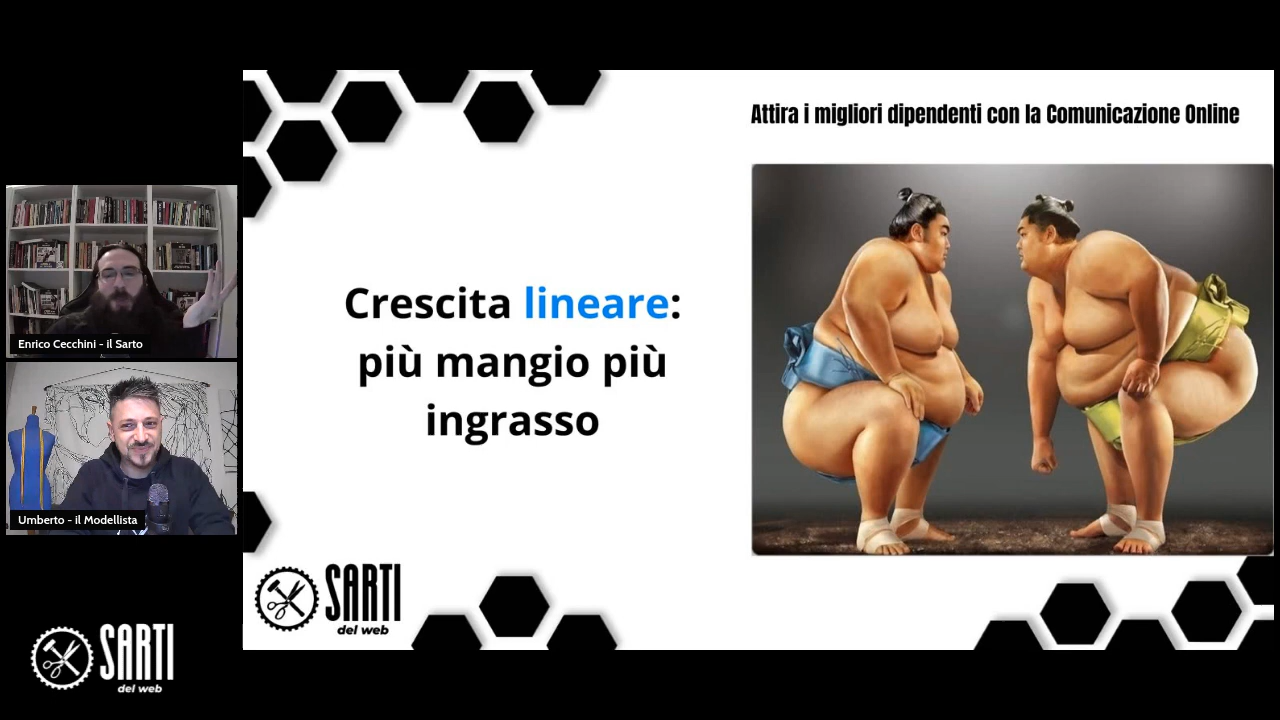 Attira i migliori dipendenti con la Comunicazione Online
Crescita lineare:
più mangio più
ingrasso
Enrico Cecchini - il Sarto
Umberto - il Modellista
SARTI
del web
SARTI
del web